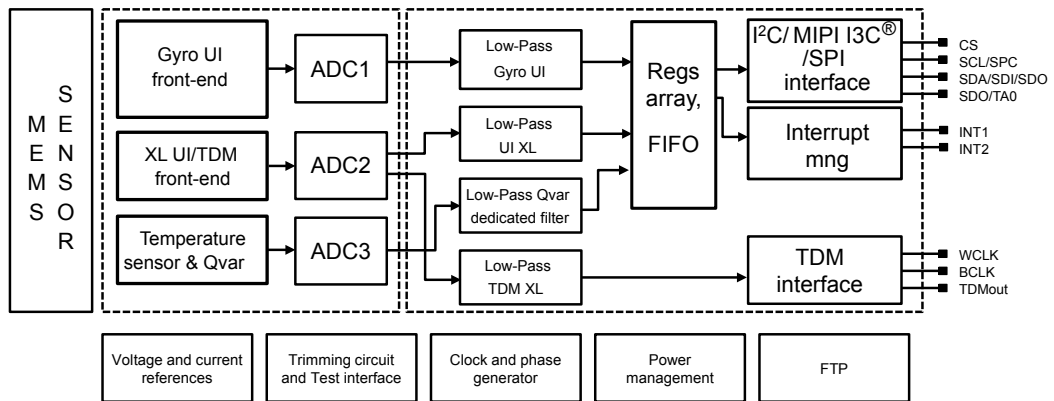 MEMS
SENSOR
Gyro UI
front-end
ADC1
XL UI/TDM
front-end
ADC2
Temperature
sensor & Qvar
ADC3
Low-Pass
Gyro UI
Low-Pass
UI XL
Low-Pass Qvar
dedicated filter
Low-Pass
TDM XL
Regs
array,
FIFO
I²C/ MIPI I3C®
/SPI
interface
Interrupt
mng
TDM
interface
CS
SCL/SPC
SDA/SDI/SDO
SDO/TA0
INT1
INT2
WCLK
BCLK
TDMout
Voltage and current
references
Trimming circuit
and Test interface
Clock and phase
generator
Power
management
FTP